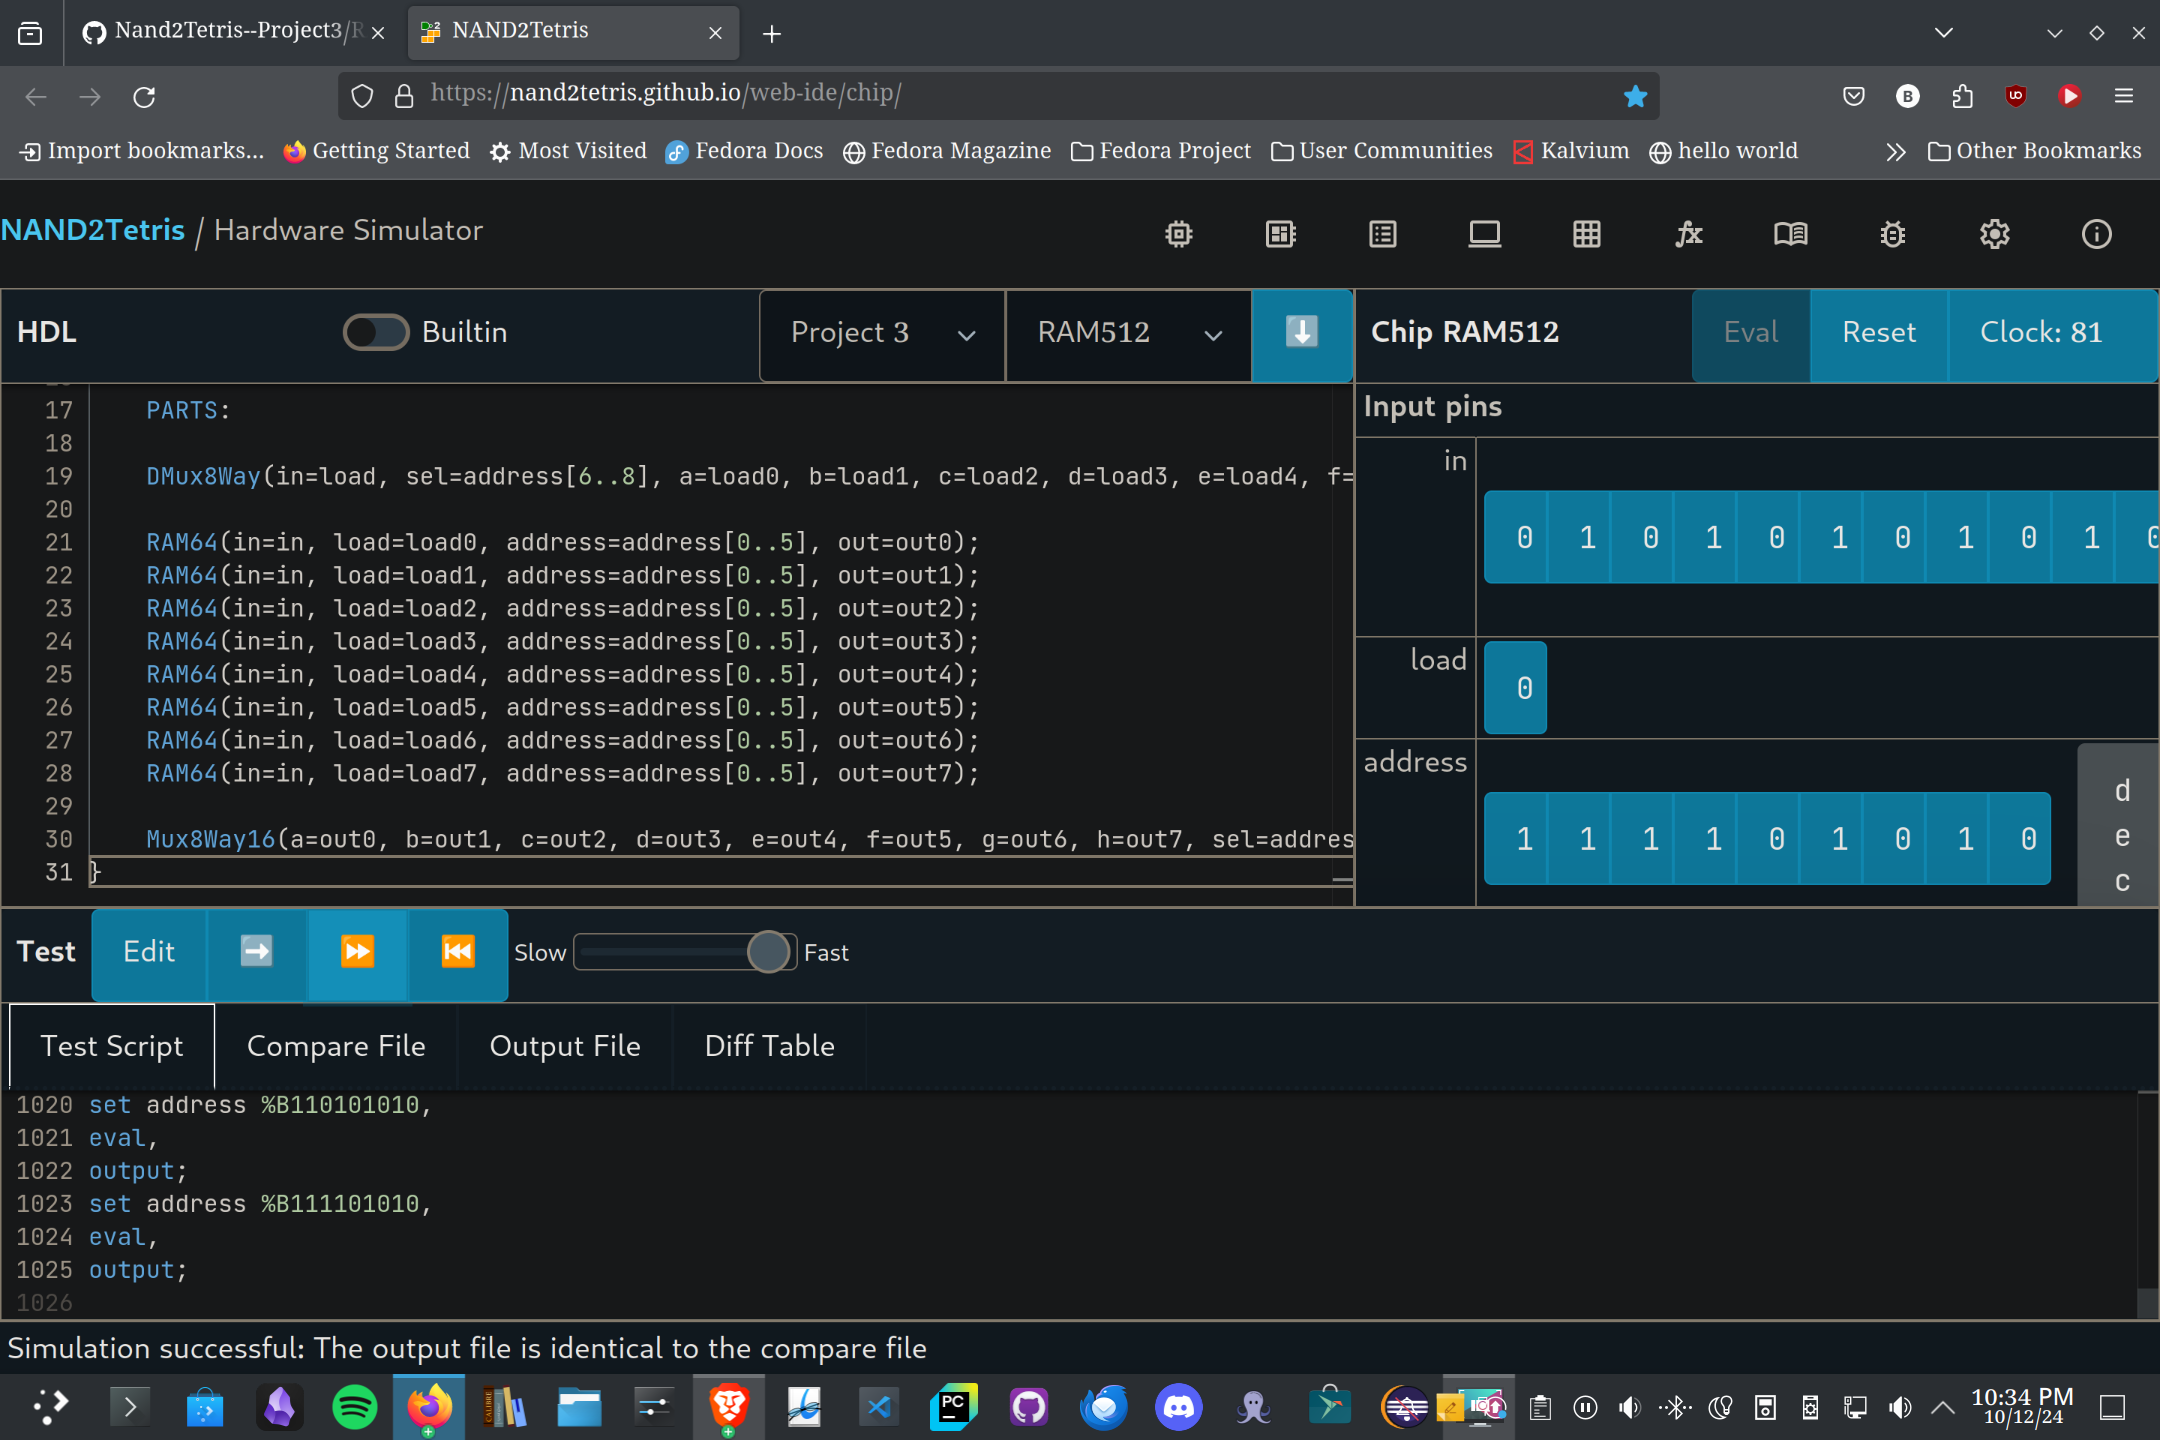 Nand2Tetris--Project3/R
NAND2Tetris
https://nand2tetris.github.io/web-ide/chip/
Import bookmarks... Getting Started Most Visited Fedora Docs Fedora Magazine Fedora Project User Communities Kalvium hello world Other Bookmarks
NAND2Tetris / Hardware Simulator
HDL Builtin Project 3 RAM512 Chip RAM512 Eval Reset Clock: 81
17 PARTS:
18
19 DMux8Way(in=load, sel=address[6..8], a=load0, b=load1, c=load2, d=load3, e=load4, f=
20
21 RAM64(in=in, load=load0, address=address[0..5], out=out0);
22 RAM64(in=in, load=load1, address=address[0..5], out=out1);
23 RAM64(in=in, load=load2, address=address[0..5], out=out2);
24 RAM64(in=in, load=load3, address=address[0..5], out=out3);
25 RAM64(in=in, load=load4, address=address[0..5], out=out4);
26 RAM64(in=in, load=load5, address=address[0..5], out=out5);
27 RAM64(in=in, load=load6, address=address[0..5], out=out6);
28 RAM64(in=in, load=load7, address=address[0..5], out=out7);
29
30 Mux8Way16(a=out0, b=out1, c=out2, d=out3, e=out4, f=out5, g=out6, h=out7, sel=addres
31 }
Input pins
in
0 1 0 1 0 1 0 1 0 1 0
load
0
address
1 1 1 1 0 1 0 1 0
d
e
c
Test Edit Slow Fast
Test Script Compare File Output File Diff Table
1020 set address %B110101010,
1021 eval,
1022 output;
1023 set address %B111101010,
1024 eval,
1025 output;
1026
Simulation successful: The output file is identical to the compare file
10:34 PM
10/12/24